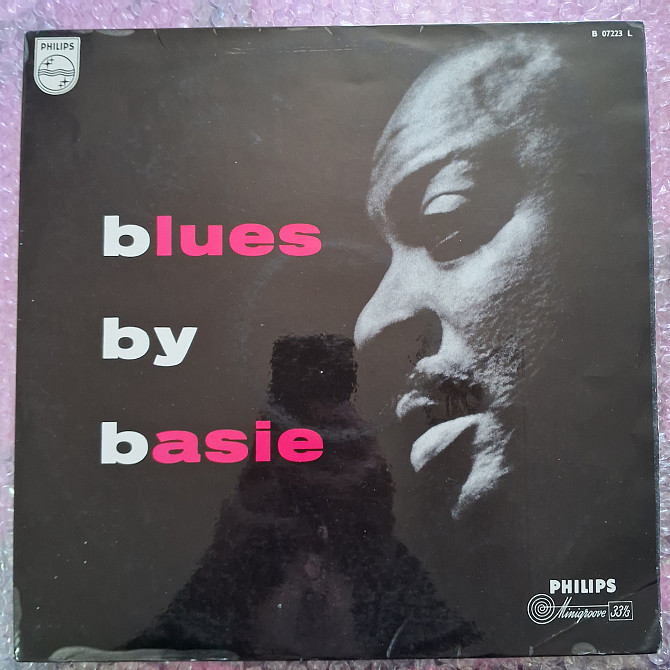 PHILIPS
B 07223 L
blues
by
basie
PHILIPS
Minigroove 33⅓